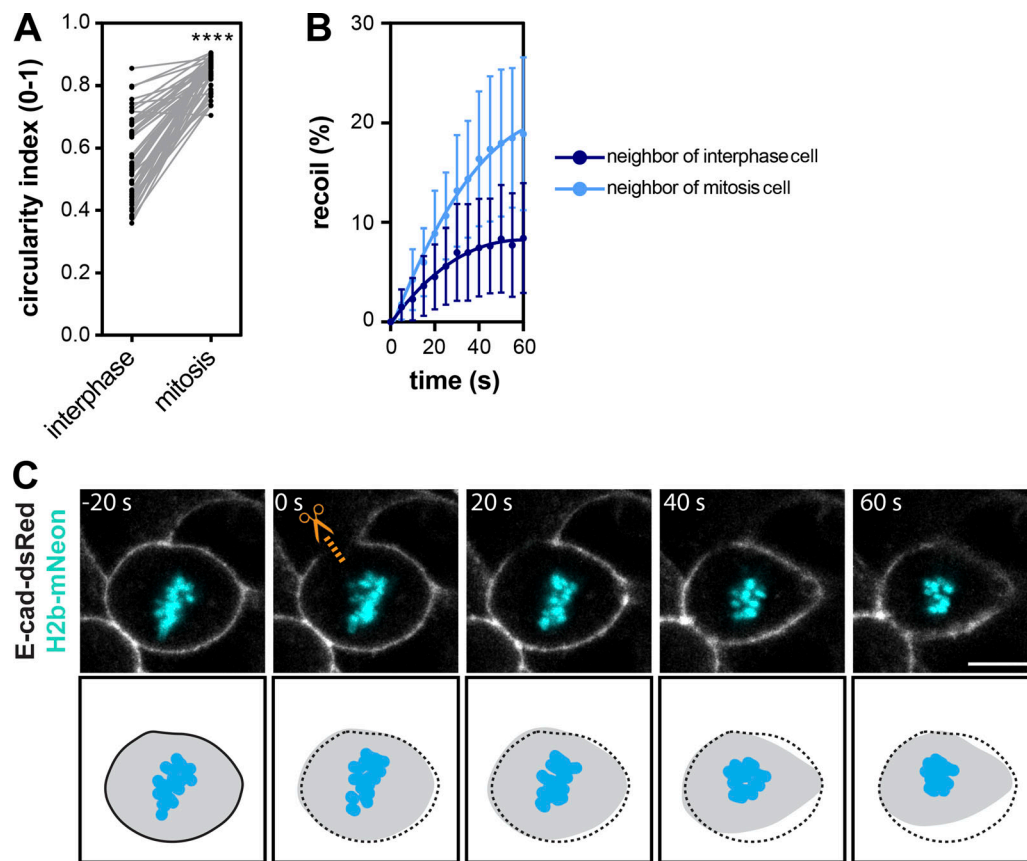 A
circularity index (0-1)
1.0
0.8
0.6
0.4
0.2
0.0
****
interphase
mitosis
B
recoil (%)
30
20
10
0
0
20
40
60
time (s)
neighbor of interphase cell
neighbor of mitosis cell
C
E-cad-dsRed
H2b-mNeon
-20 s
0 s
20 s
40 s
60 s